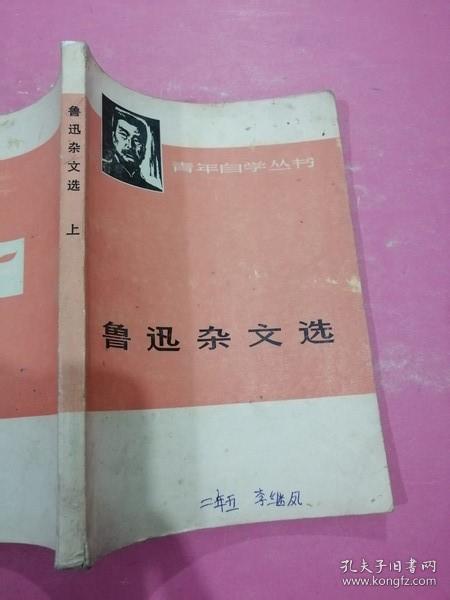 鲁迅杂文选 上
青年自学丛书
鲁迅杂文选
二年五 李继凤
孔夫子旧书网
www.kongfz.com